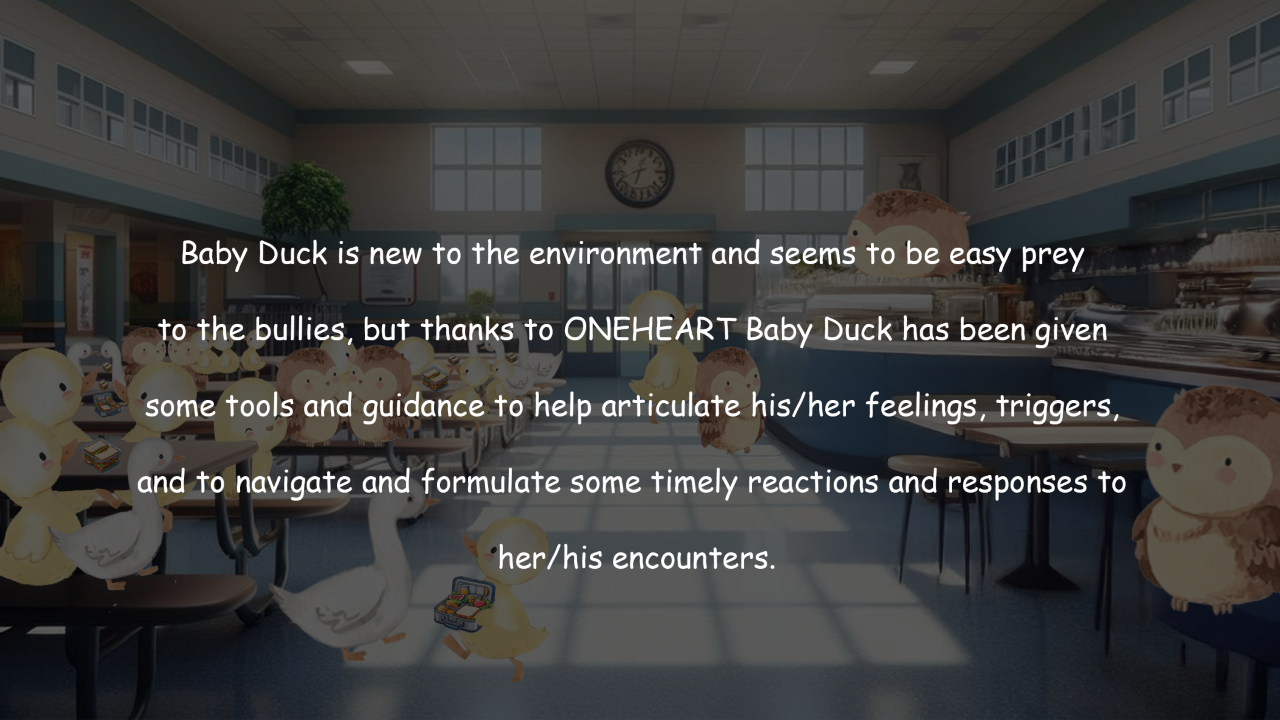 Baby Duck is new to the environment and seems to be easy prey
to the bullies, but thanks to ONEHEART Baby Duck has been given
some tools and guidance to help articulate his/her feelings, triggers,
and to navigate and formulate some timely reactions and responses to
her/his encounters.